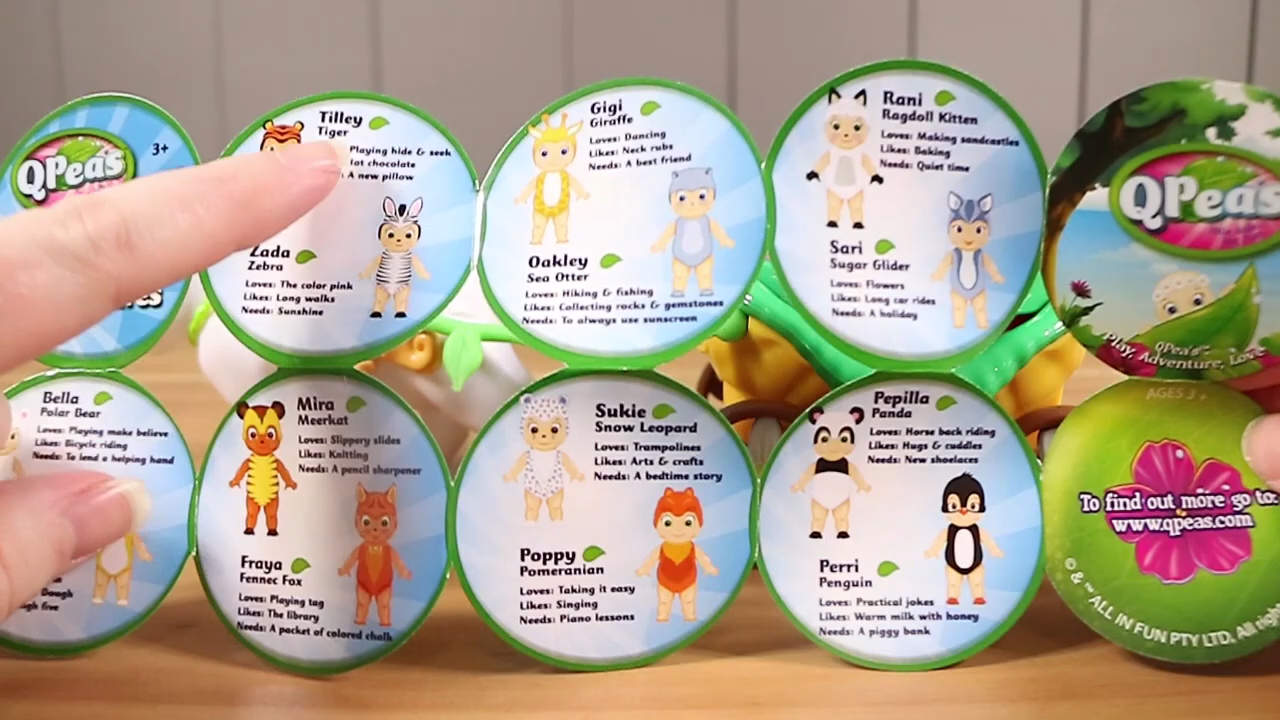 QPeas
3+
Tilley
Tiger
Playing hide & seek
hot chocolate
A new pillow
Zada
Zebra
Loves: The color pink
Likes: Long walks
Needs: Sunshine
Gigi
Giraffe
Loves: Dancing
Likes: Neck rubs
Needs: A best friend
Oakley
Sea Otter
Loves: Hiking & fishing
Likes: Collecting rocks & gemstones
Needs: To always use sunscreen
Rani
Ragdoll Kitten
Loves: Making sandcastles
Likes: Baking
Needs: Quiet time
Sari
Sugar Glider
Loves: Flowers
Likes: Long car rides
Needs: A holiday
QPeas
QPea's™
Play, Adventure, Love
Bella
Polar Bear
Loves: Playing make believe
Likes: Bicycle riding
Needs: To lend a helping hand
Dough
five
Mira
Meerkat
Loves: Slippery slides
Likes: Knitting
Needs: A pencil sharpener
Fraya
Fennec Fox
Loves: Playing tag
Likes: The library
Needs: A packet of colored chalk
Sukie
Snow Leopard
Loves: Trampolines
Likes: Arts & crafts
Needs: A bedtime story
Poppy
Pomeranian
Loves: Taking it easy
Likes: Singing
Needs: Piano lessons
Pepilla
Panda
Loves: Horse back riding
Likes: Hugs & cuddles
Needs: New shoelaces
Perri
Penguin
Loves: Practical jokes
Likes: Warm milk with honey
Needs: A piggy bank
AGES 3+
To find out more go to:
www.qpeas.com
© & ™ ALL IN FUN PTY LTD. All